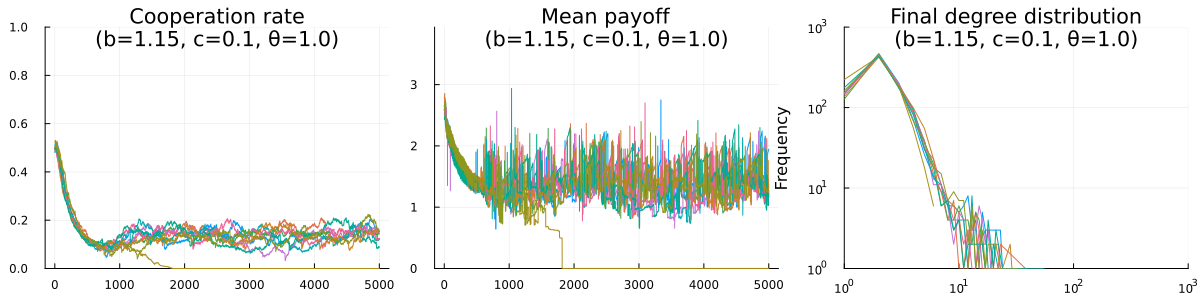 Cooperation rate
(b=1.15, c=0.1, θ=1.0)
1.0
0.8
0.6
0.4
0.2
0.0
0 1000 2000 3000 4000 5000
Mean payoff
(b=1.15, c=0.1, θ=1.0)
3
2
1
0
0 1000 2000 3000 4000 5000
Final degree distribution
(b=1.15, c=0.1, θ=1.0)
Frequency
10³
10²
10¹
10⁰
10⁰ 10¹ 10² 10³